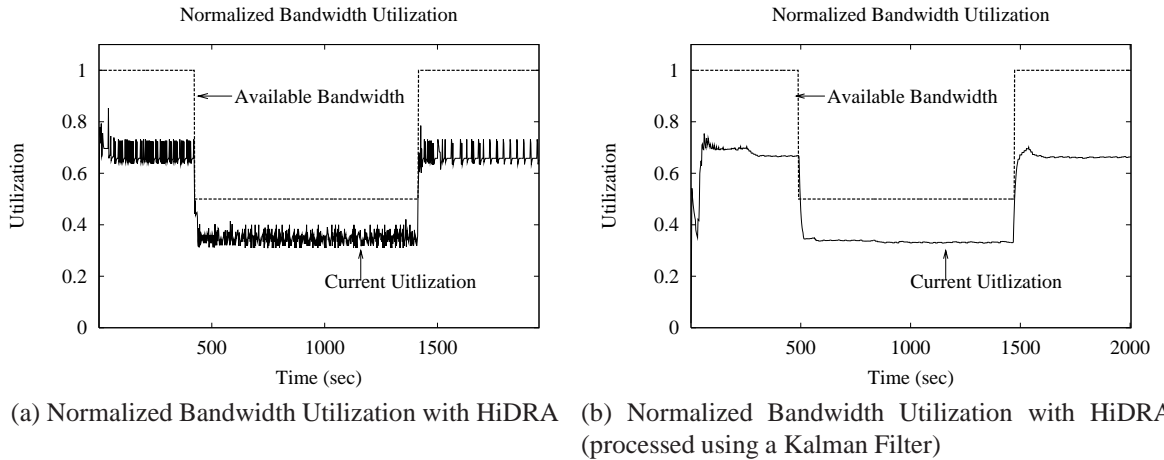 Normalized Bandwidth Utilization
1
0.8
0.6
0.4
0.2
0
Utilization
Available Bandwidth
Current Uitlization
500
1000
1500
Time (sec)
(a) Normalized Bandwidth Utilization with HiDRA
Normalized Bandwidth Utilization
1
0.8
0.6
0.4
0.2
0
Utilization
Available Bandwidth
Current Uitlization
500
1000
1500
2000
Time (sec)
(b) Normalized Bandwidth Utilization with HiDRA
(processed using a Kalman Filter)